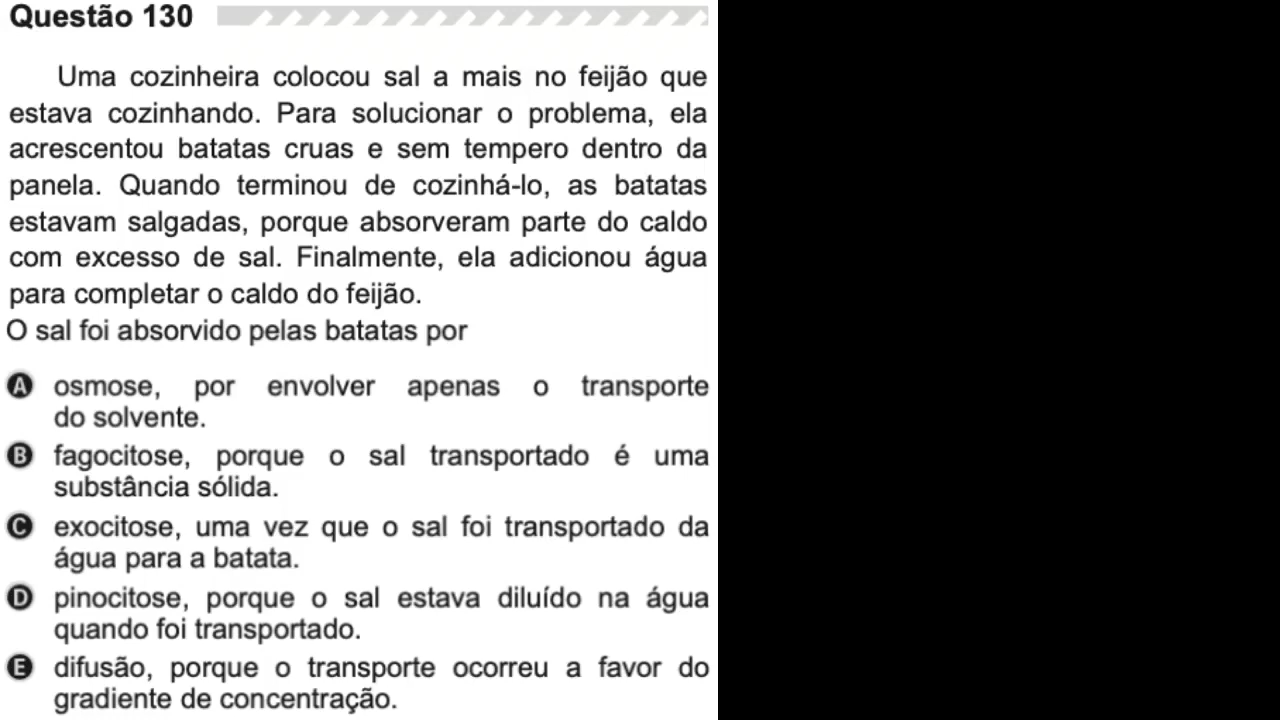 Questão 130
Uma cozinheira colocou sal a mais no feijão que
estava cozinhando. Para solucionar o problema, ela
acrescentou batatas cruas e sem tempero dentro da
panela. Quando terminou de cozinhá-lo, as batatas
estavam salgadas, porque absorveram parte do caldo
com excesso de sal. Finalmente, ela adicionou água
para completar o caldo do feijão.
O sal foi absorvido pelas batatas por
A osmose, por envolver apenas o transporte
do solvente.
B fagocitose, porque o sal transportado é uma
substância sólida.
C exocitose, uma vez que o sal foi transportado da
água para a batata.
D pinocitose, porque o sal estava diluído na água
quando foi transportado.
E difusão, porque o transporte ocorreu a favor do
gradiente de concentração.